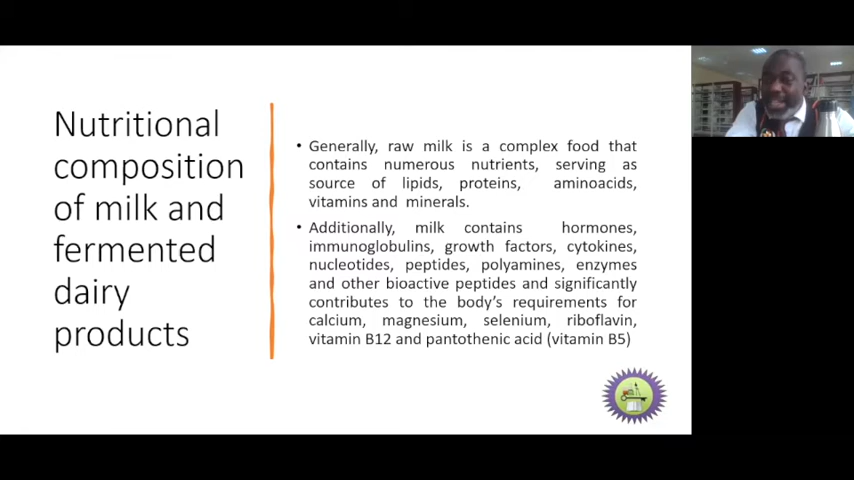 Nutritional
composition
of milk and
fermented
dairy
products
• Generally, raw milk is a complex food that
contains numerous nutrients, serving as
source of lipids, proteins, aminoacids,
vitamins and minerals.
• Additionally, milk contains hormones,
immunoglobulins, growth factors, cytokines,
nucleotides, peptides, polyamines, enzymes
and other bioactive peptides and significantly
contributes to the body's requirements for
calcium, magnesium, selenium, riboflavin,
vitamin B12 and pantothenic acid (vitamin B5)